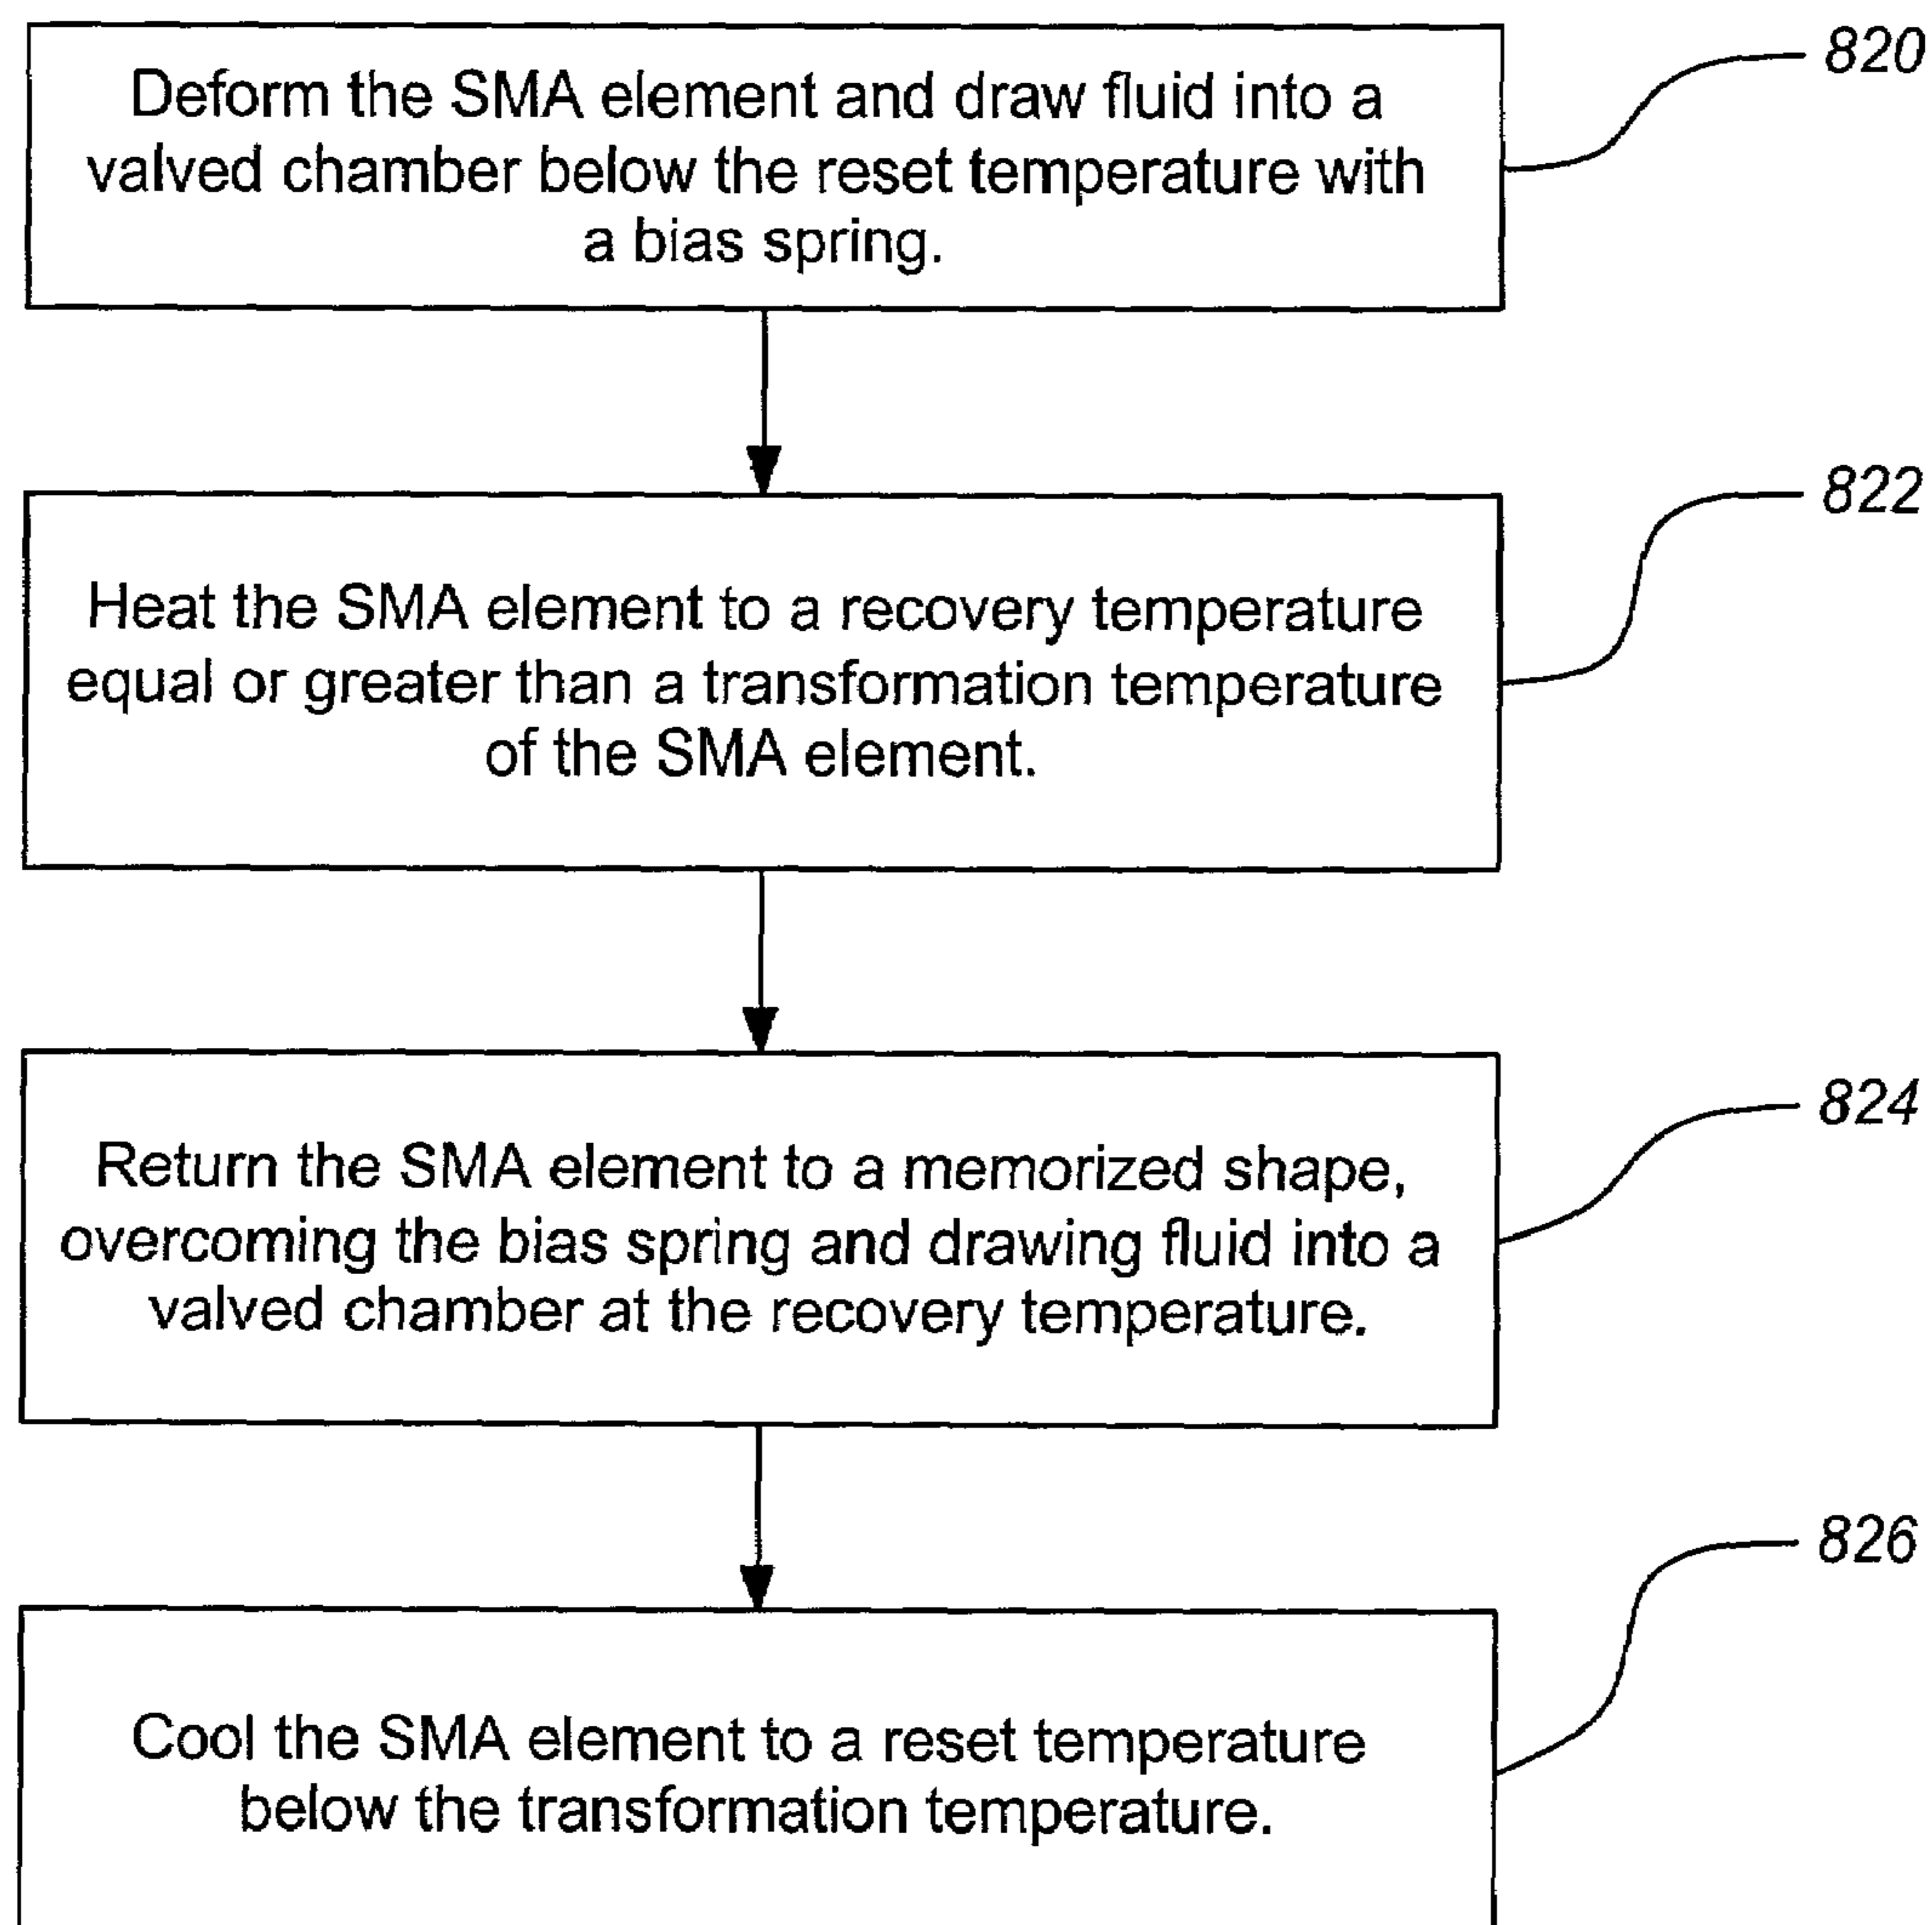 Deform the SMA element and draw fluid into a
valved chamber below the reset temperature with
a bias spring.
820
Heat the SMA element to a recovery temperature
equal or greater than a transformation temperature
of the SMA element.
822
Return the SMA element to a memorized shape,
overcoming the bias spring and drawing fluid into a
valved chamber at the recovery temperature.
824
Cool the SMA element to a reset temperature
below the transformation temperature.
826